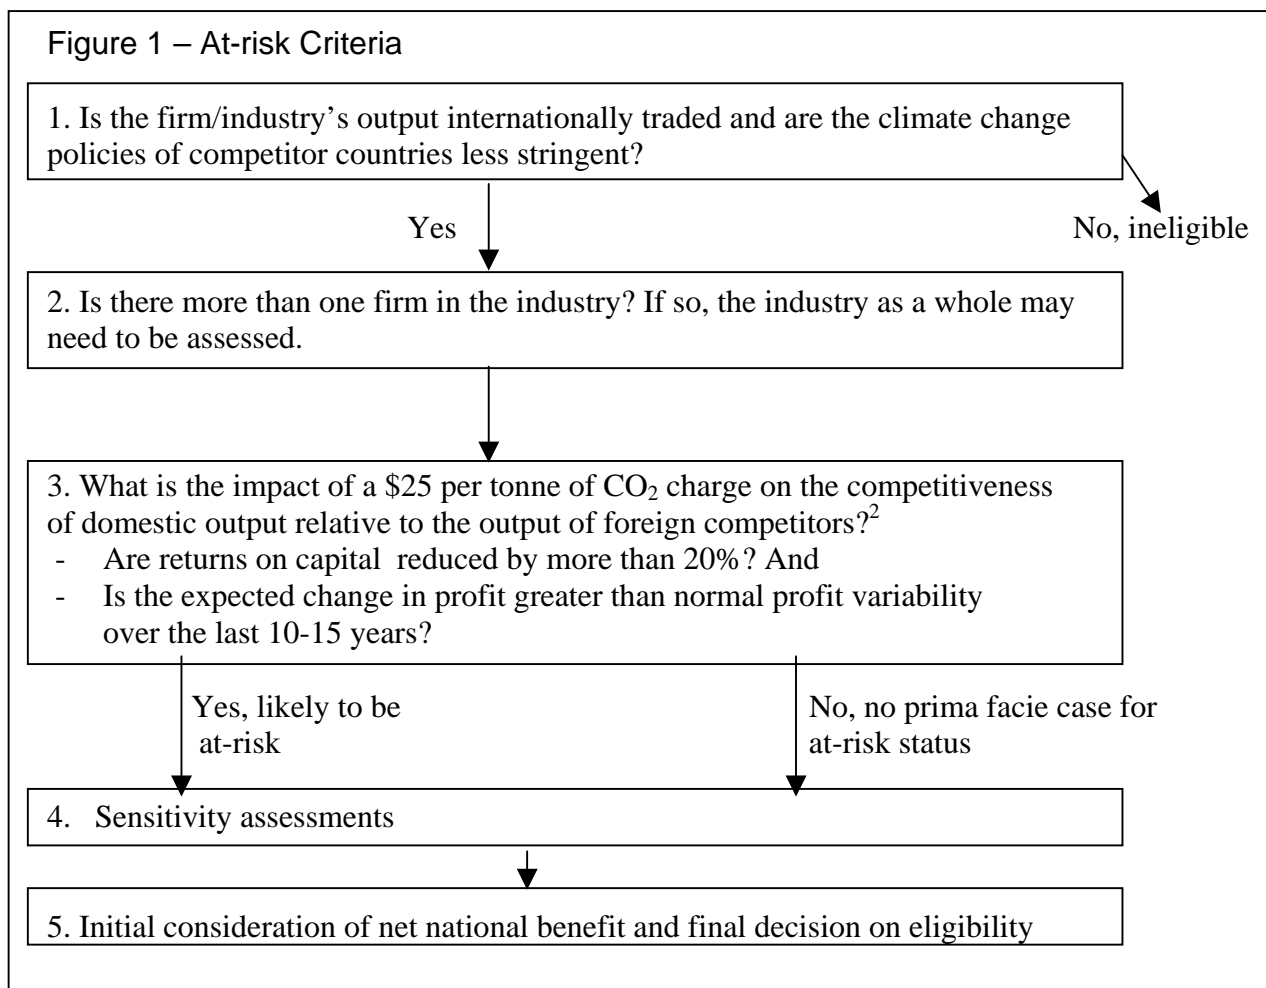 Figure 1 – At-risk Criteria
1. Is the firm/industry’s output internationally traded and are the climate change
policies of competitor countries less stringent?
Yes
No, ineligible
2. Is there more than one firm in the industry? If so, the industry as a whole may
need to be assessed.
3. What is the impact of a $25 per tonne of CO₂ charge on the competitiveness
of domestic output relative to the output of foreign competitors?²
- Are returns on capital reduced by more than 20%? And
- Is the expected change in profit greater than normal profit variability
over the last 10-15 years?
Yes, likely to be
at-risk
No, no prima facie case for
at-risk status
4. Sensitivity assessments
5. Initial consideration of net national benefit and final decision on eligibility